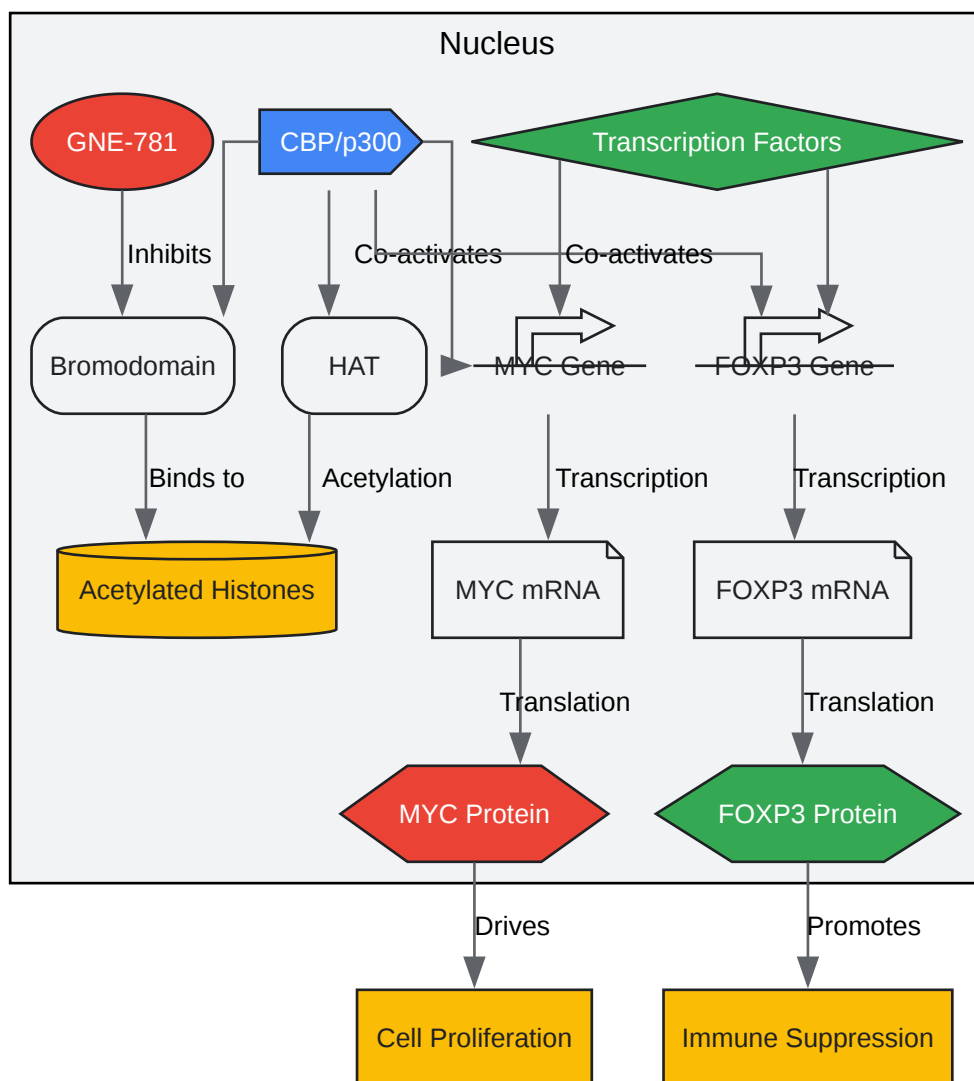 Nucleus
GNE-781
CBP/p300
Transcription Factors
Inhibits
Co-activates
Co-activates
Bromodomain
HAT
MYC Gene
FOXP3 Gene
Binds to
Acetylation
Transcription
Transcription
Acetylated Histones
MYC mRNA
FOXP3 mRNA
Translation
Translation
MYC Protein
FOXP3 Protein
Drives
Promotes
Cell Proliferation
Immune Suppression